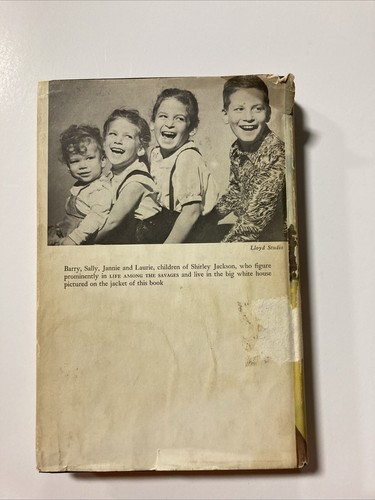 Lloyd Studio
Barry, Sally, Jannie and Laurie, children of Shirley Jackson, who figure
prominently in LIFE AMONG THE SAVAGES and live in the big white house
pictured on the jacket of this book